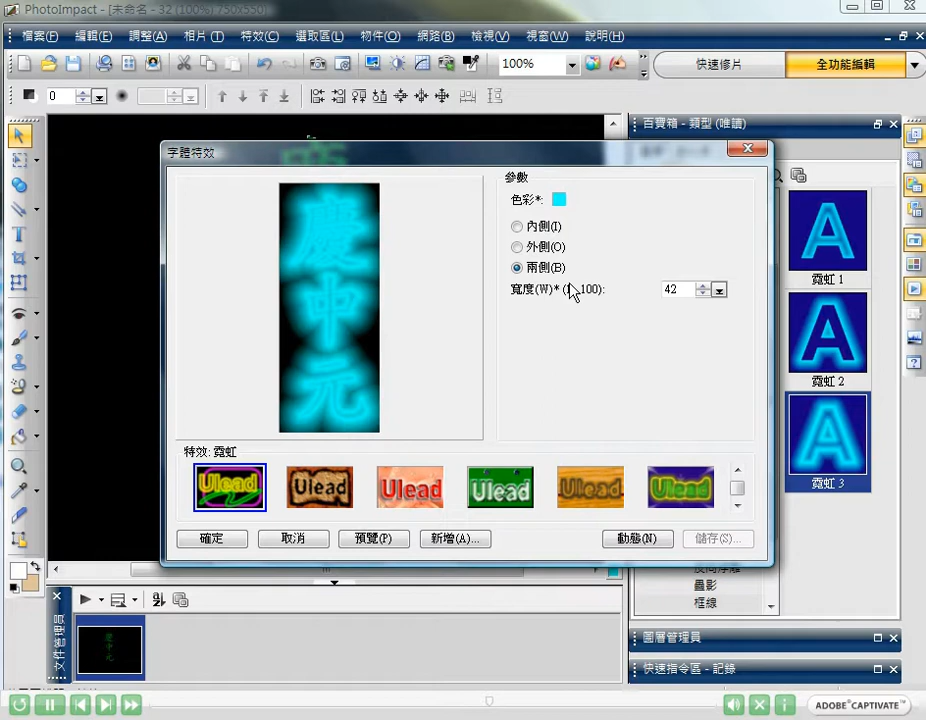 PhotoImpact - [未命名 - 32 (100%) 750x550]
檔案(F) 編輯(E) 調整(A) 相片(T) 特效(C) 選取區(L) 物件(O) 網路(B) 檢視(V) 視窗(W) 說明(H)
100% 快速修片 全功能編輯
0
百寶箱 - 類型 (唯讀)
字體特效
慶中元
參數
色彩*:
內側(I)
外側(O)
兩側(B)
寬度(W)* 100): 42
霓虹 1
霓虹 2
霓虹 3
特效: 霓虹
Ulead Ulead Ulead Ulead Ulead Ulead
確定 取消 預覽(P) 新增(A)... 動態(N) 儲存(S)...
疊影
框線
文件管理員
慶中元
圖層管理員
快速指令區 - 記錄
ADOBE CAPTIVATE